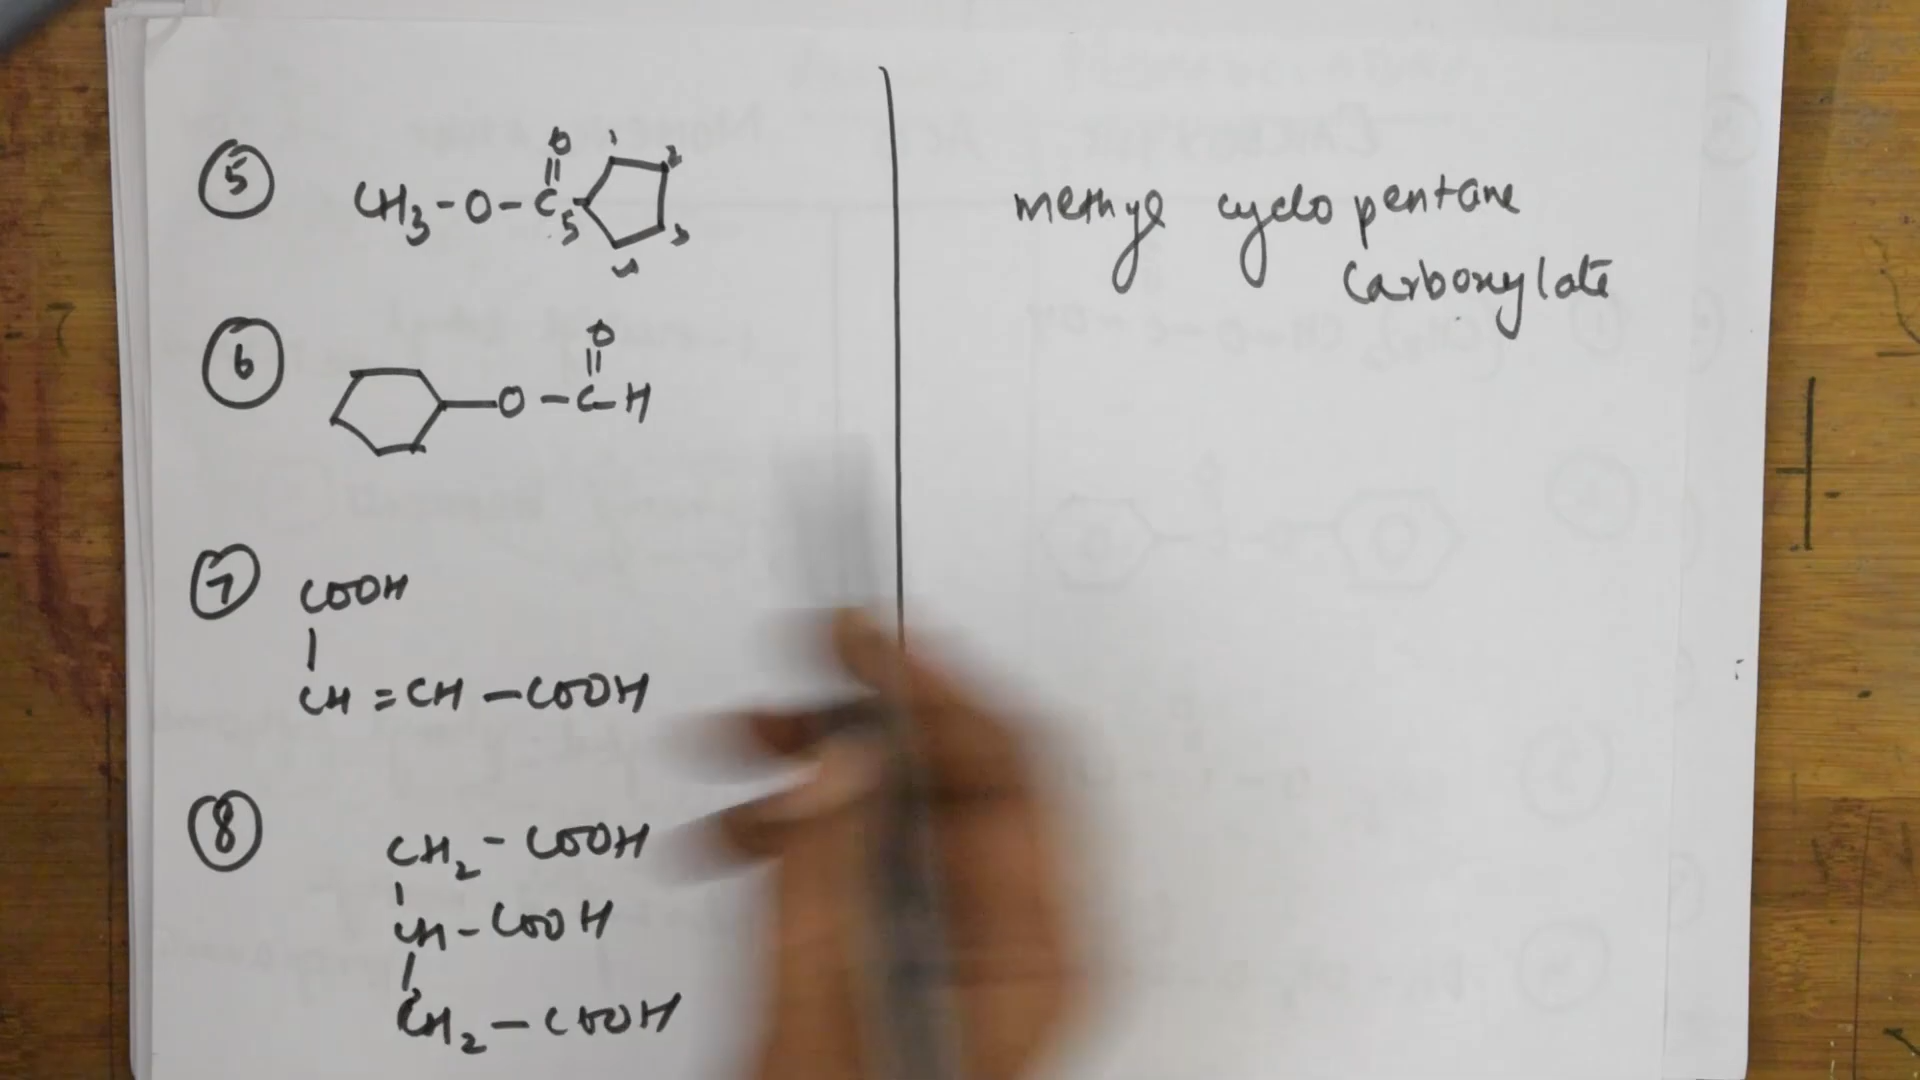 5
O 1 2
||
CH3-O-C 5 3
4
methyl cyclopentane
carboxylate
6
O
||
O-C-H
7
COOH
|
CH=CH-COOH
8
CH2-COOH
|
CH-COOH
|
CH2-COOH